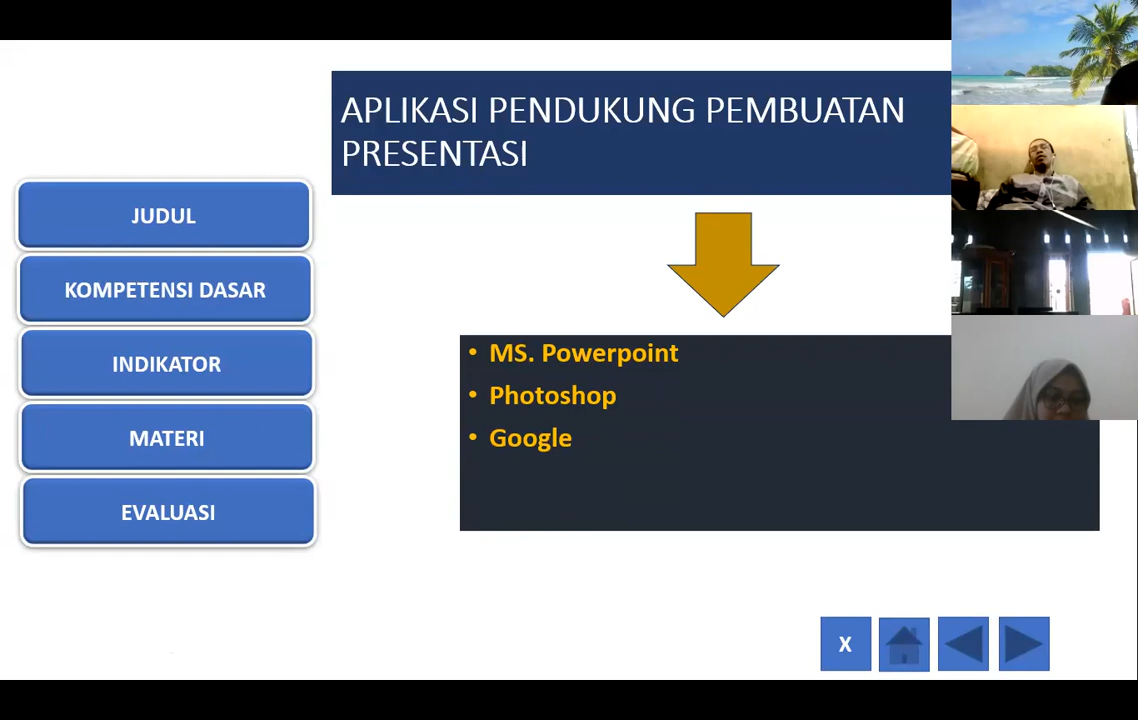 APLIKASI PENDUKUNG PEMBUATAN
PRESENTASI
JUDUL
KOMPETENSI DASAR
INDIKATOR
MATERI
EVALUASI
• MS. Powerpoint
• Photoshop
• Google
X